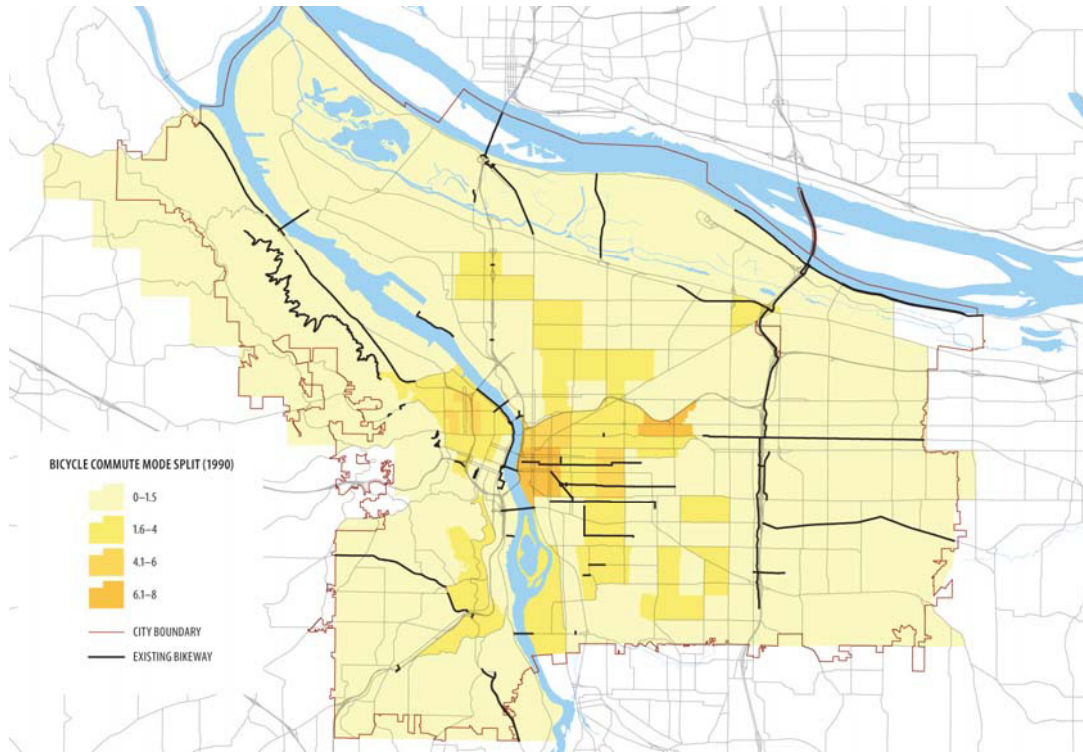 BICYCLE COMMUTE MODE SPLIT (1990)
0–1.5
1.6–4
4.1–6
6.1–8
CITY BOUNDARY
EXISTING BIKEWAY